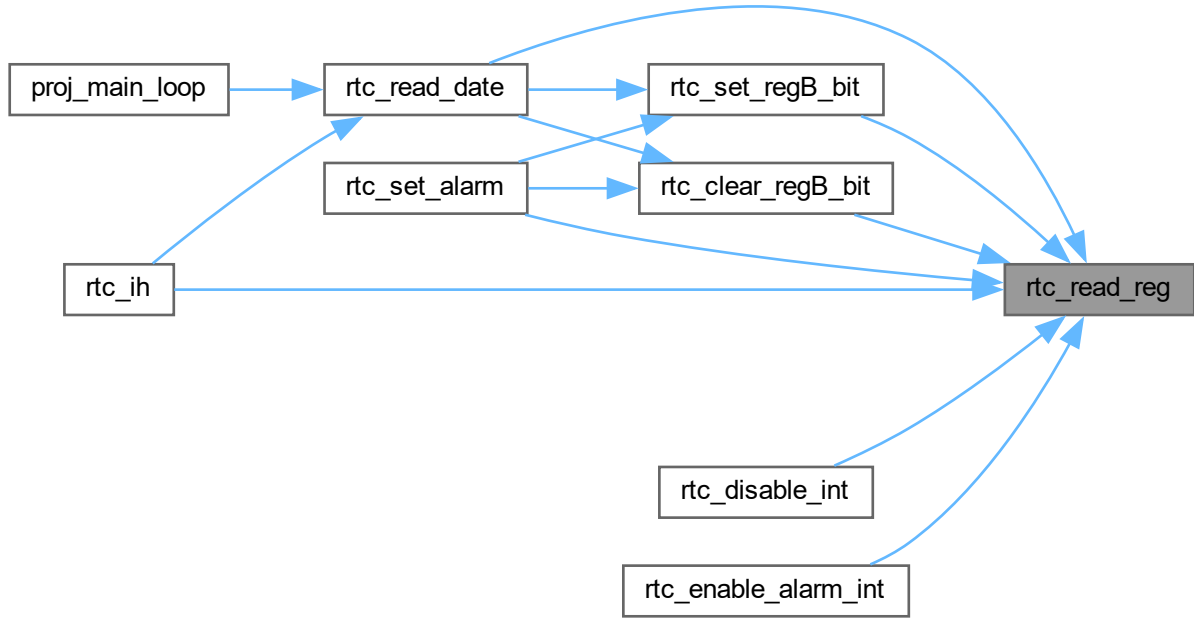 proj_main_loop
rtc_read_date
rtc_set_regB_bit
rtc_set_alarm
rtc_clear_regB_bit
rtc_ih
rtc_read_reg
rtc_disable_int
rtc_enable_alarm_int